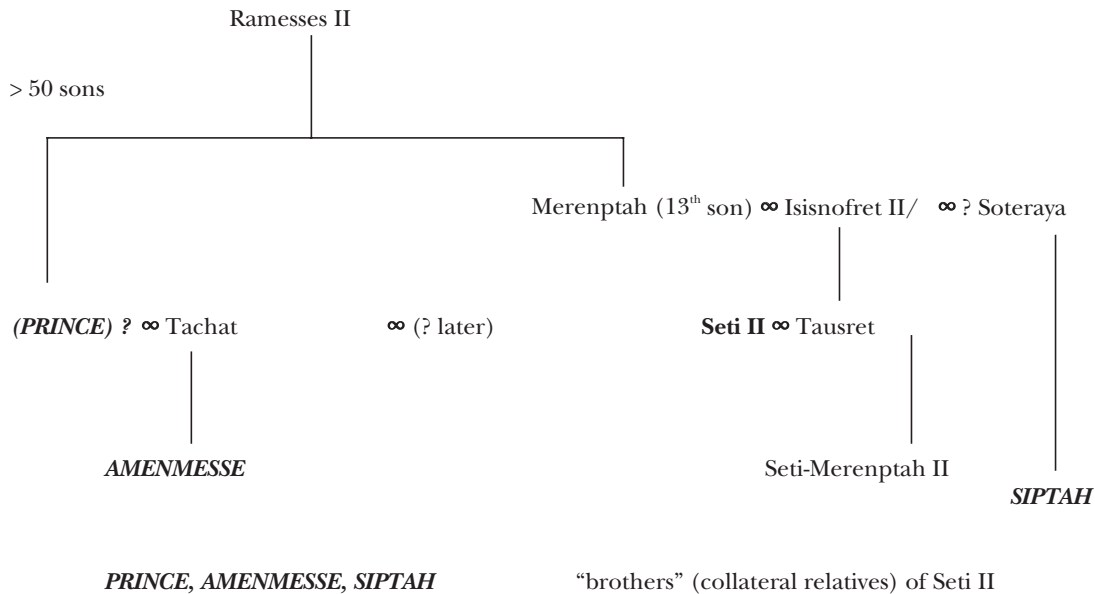 Ramesses II
> 50 sons
Merenptah (13th son) ∞ Isisnofret II/ ∞ ? Soteraya
(PRINCE) ? ∞ Tachat ∞ (? later) Seti II ∞ Tausret
AMENMESSE Seti-Merenptah II
SIPTAH
PRINCE, AMENMESSE, SIPTAH “brothers” (collateral relatives) of Seti II